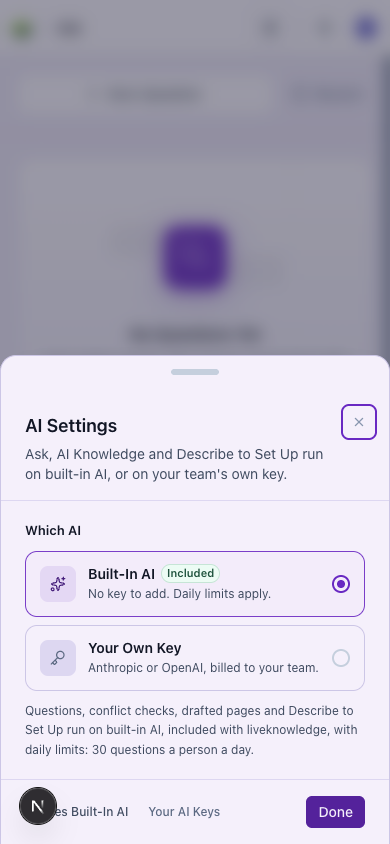 AI Settings
Ask, AI Knowledge and Describe to Set Up run
on built-in AI, or on your team's own key.
Which AI
Built-In AI Included
No key to add. Daily limits apply.
Your Own Key
Anthropic or OpenAI, billed to your team.
Questions, conflict checks, drafted pages and Describe to
Set Up run on built-in AI, included with liveknowledge, with
daily limits: 30 questions a person a day.
N
Built-In AI
Your AI Keys
Done